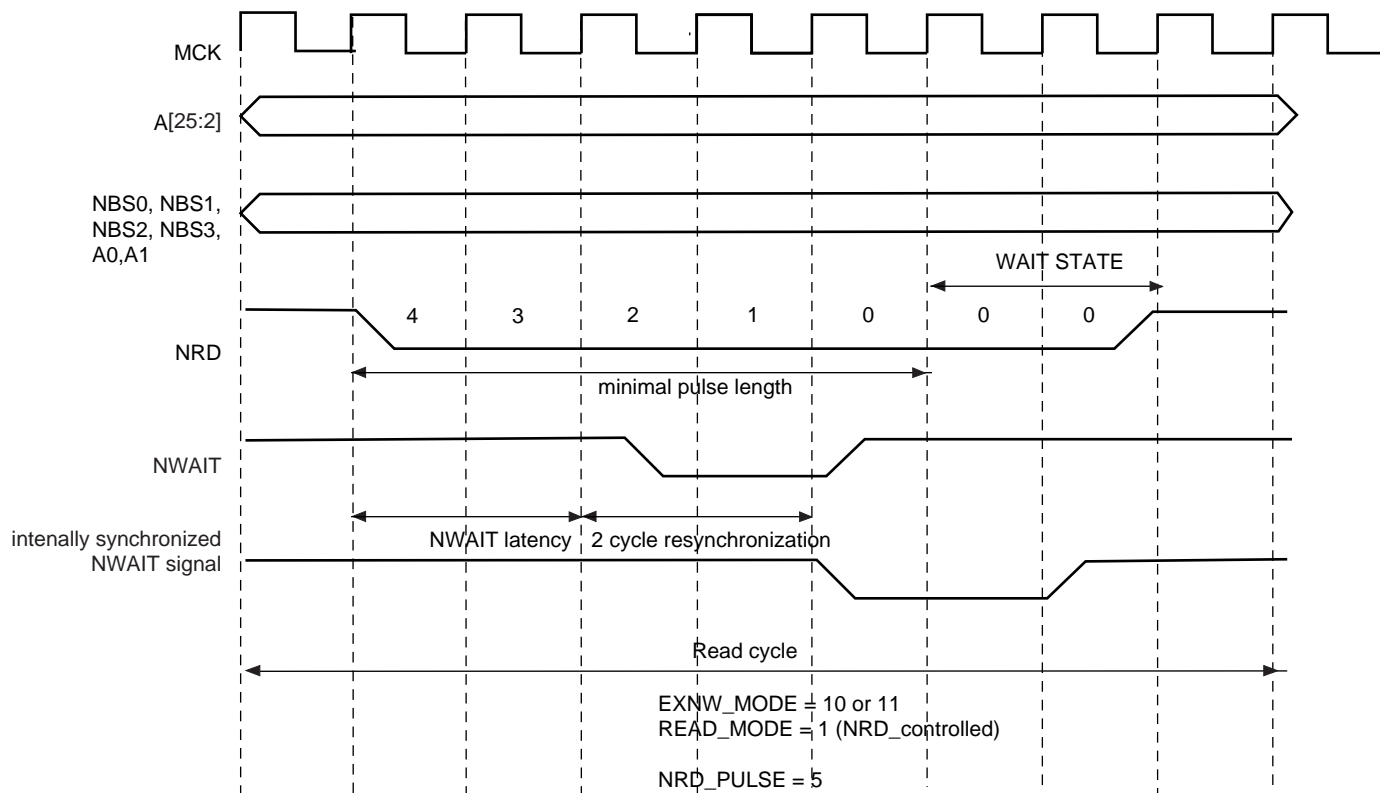 MCK
A[25:2]
NBS0, NBS1,
NBS2, NBS3,
A0,A1
WAIT STATE
4 3 2 1 0 0 0
NRD
minimal pulse length
NWAIT
intenally synchronized
NWAIT signal
NWAIT latency 2 cycle resynchronization
Read cycle
EXNW_MODE = 10 or 11
READ_MODE = 1 (NRD_controlled)
NRD_PULSE = 5